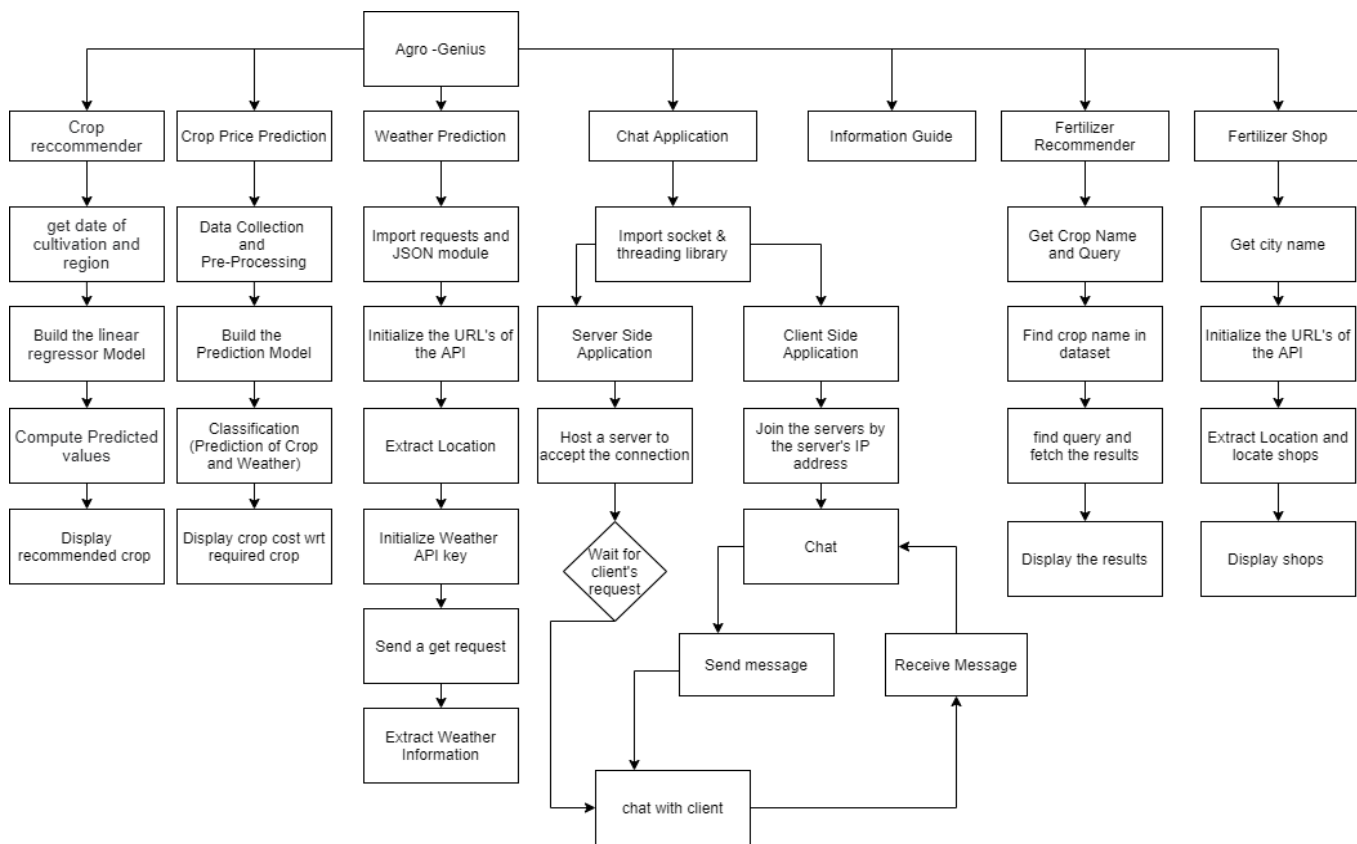 Agro -Genius
Crop
reccommender
Crop Price Prediction
Weather Prediction
Chat Application
Information Guide
Fertilizer
Recommender
Fertilizer Shop
get date of
cultivation and
region
Data Collection
and
Pre-Processing
Import requests and
JSON module
Import socket &
threading library
Get Crop Name
and Query
Get city name
Build the linear
regressor Model
Build the
Prediction Model
Initialize the URL's of
the API
Server Side
Application
Client Side
Application
Find crop name in
dataset
Initialize the URL's of
the API
Compute Predicted
values
Classification
(Prediction of Crop
and Weather)
Extract Location
Host a server to
accept the connection
Join the servers by
the server's IP
address
find query and
fetch the results
Extract Location and
locate shops
Display
recommended crop
Display crop cost wrt
required crop
Initialize Weather
API key
Wait for
client's
request
Chat
Display the results
Display shops
Send a get request
Send message
Receive Message
Extract Weather
Information
chat with client